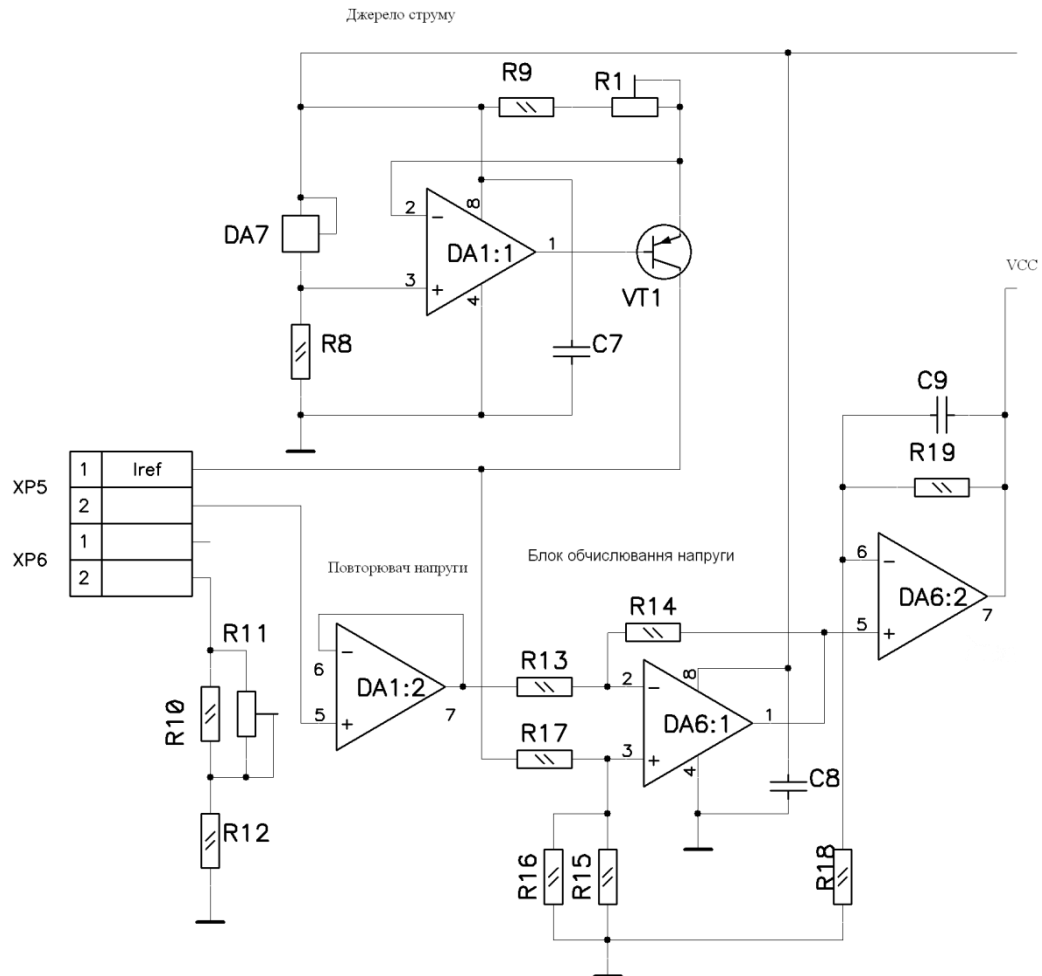 Джерело струму
R9
R1
2
8
DA7
DA1:1
1
3
4
VT1
VCC
R8
C7
C9
R19
XP5
1 Iref
2
XP6
1
2
Повторювач напруги
Блок обчислювання напруги
6
DA6:2
5
7
R11
R14
R13
6
DA1:2
5
7
2
8
DA6:1
1
R10
R17
3
4
C8
R12
R16
R15
R18